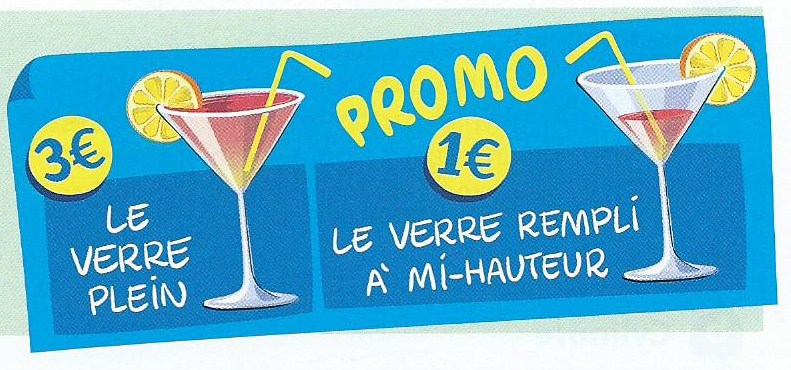 PROMO
3€
LE
VERRE
PLEIN
1€
LE VERRE REMPLI
À MI-HAUTEUR